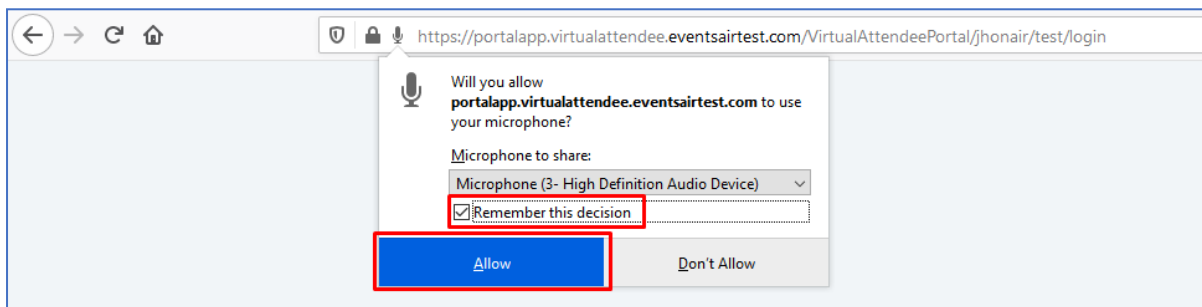 https://portalapp.virtualattendee.eventsairtest.com/VirtualAttendeePortal/jhonair/test/login
Will you allow
portalapp.virtualattendee.eventsairtest.com to use
your microphone?
Microphone to share:
Microphone (3- High Definition Audio Device)
Remember this decision
Allow
Don't Allow